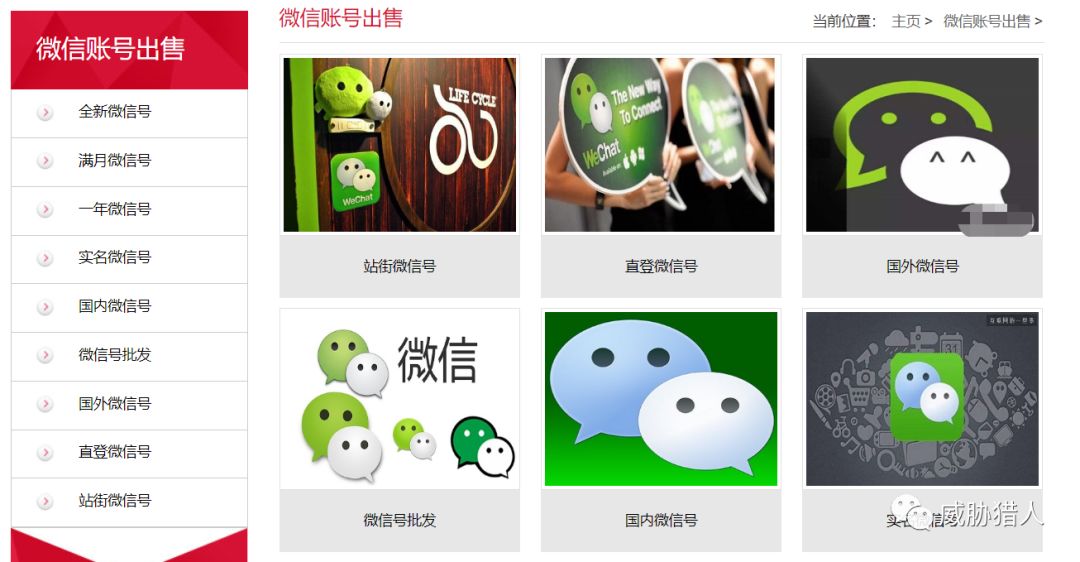 微信账号出售
全新微信号
满月微信号
一年微信号
实名微信号
国内微信号
微信号批发
国外微信号
直登微信号
站街微信号
微信账号出售
当前位置： 主页 > 微信账号出售 >
LIFE CYCLE
WeChat
站街微信号
The New Way
To Connect
WeChat
直登微信号
国外微信号
微信
微信号批发
国内微信号
31
威胁猎人